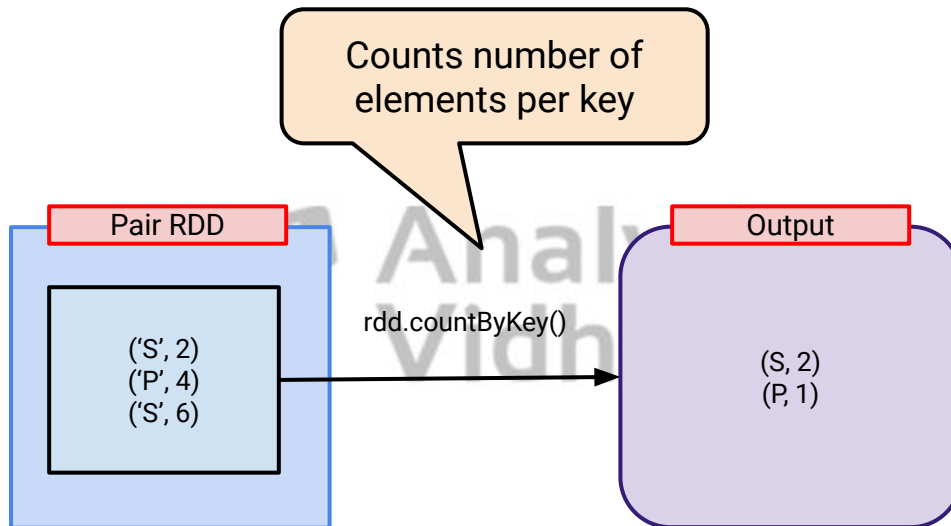 Counts number of
elements per key
Pair RDD
Output
rdd.countByKey()
(‘S’, 2)
(‘P’, 4)
(‘S’, 6)
(S, 2)
(P, 1)